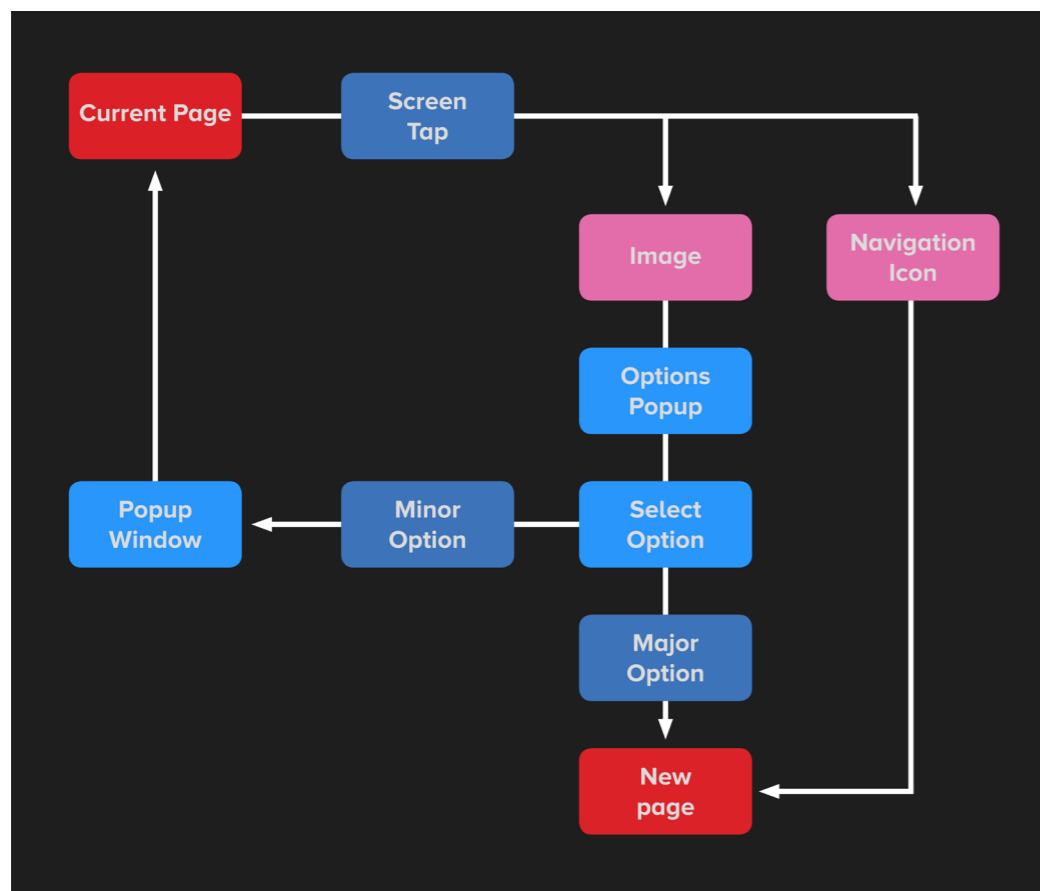 Current Page
Screen
Tap
Image
Navigation
Icon
Options
Popup
Popup
Window
Minor
Option
Select
Option
Major
Option
New
page